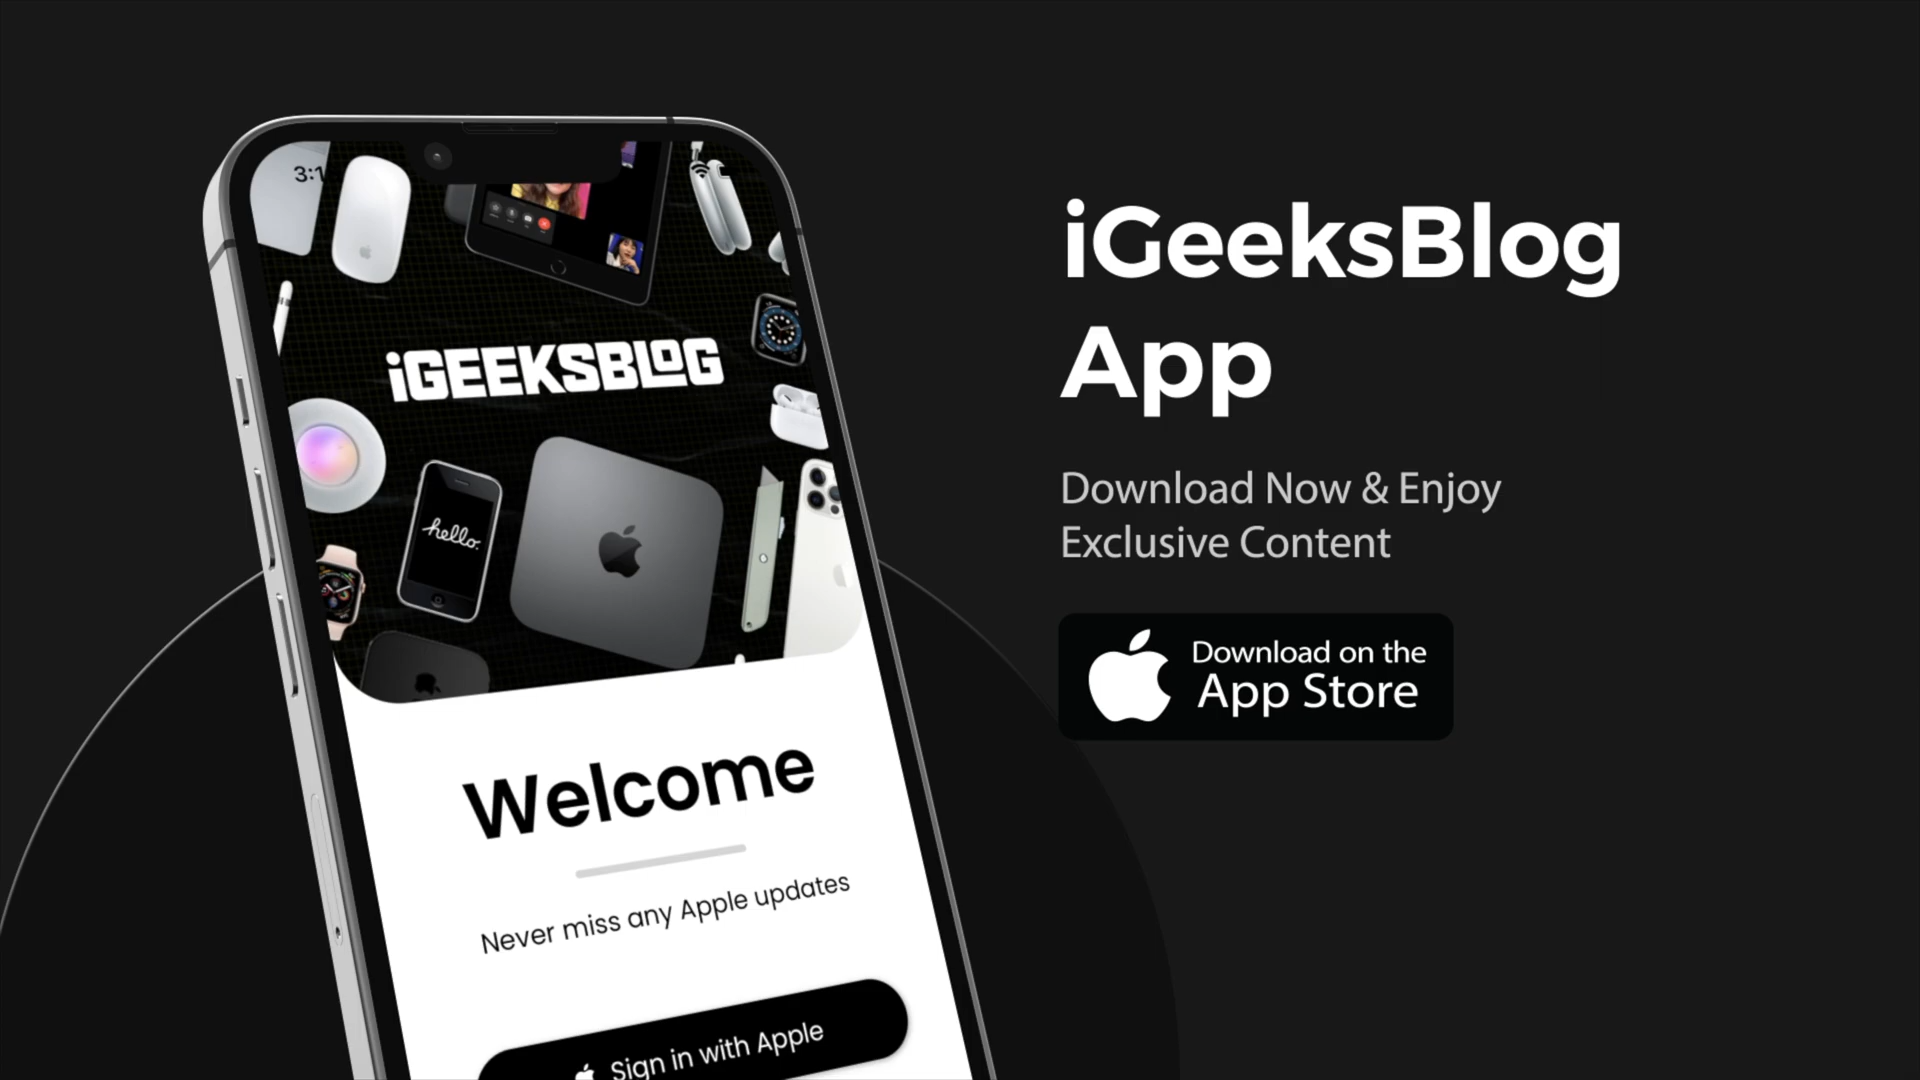 3:1
iGEEKSBLOG
hello.
Welcome
Never miss any Apple updates
Sign in with Apple
iGeeksBlog
App
Download Now & Enjoy
Exclusive Content
Download on the
App Store